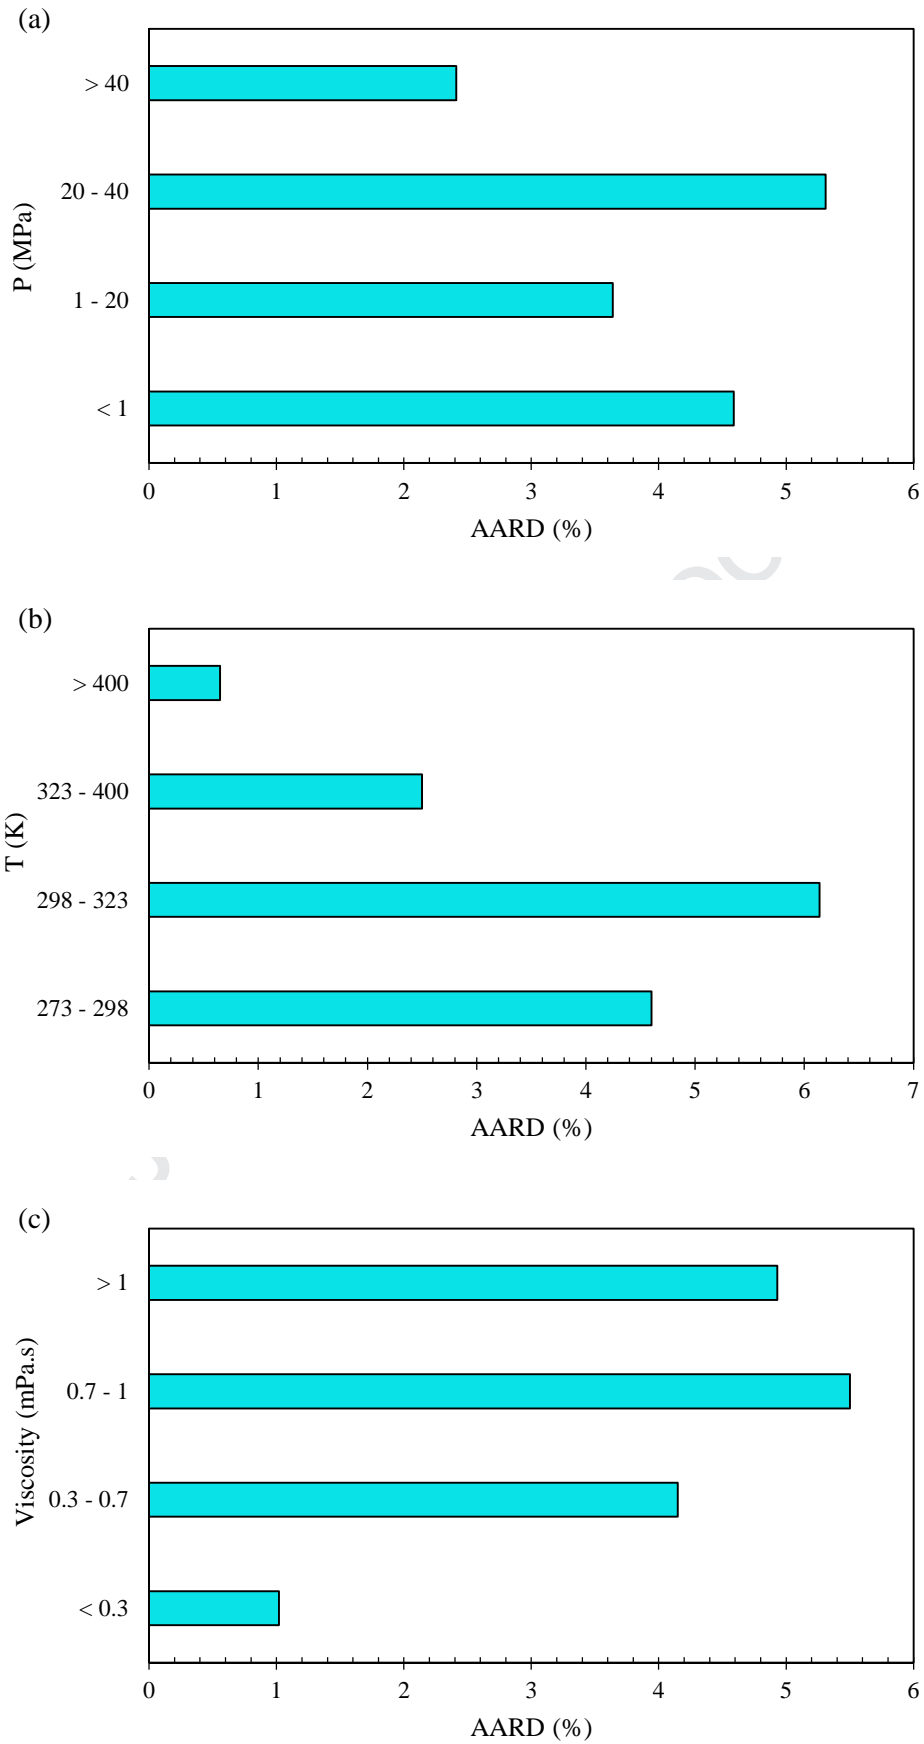 (a)
> 40
20 - 40
1 - 20
< 1
P (MPa)
0 1 2 3 4 5 6
AARD (%)
(b)
> 400
323 - 400
298 - 323
273 - 298
T (K)
0 1 2 3 4 5 6 7
AARD (%)
(c)
> 1
0.7 - 1
0.3 - 0.7
< 0.3
Viscosity (mPa.s)
0 1 2 3 4 5 6
AARD (%)